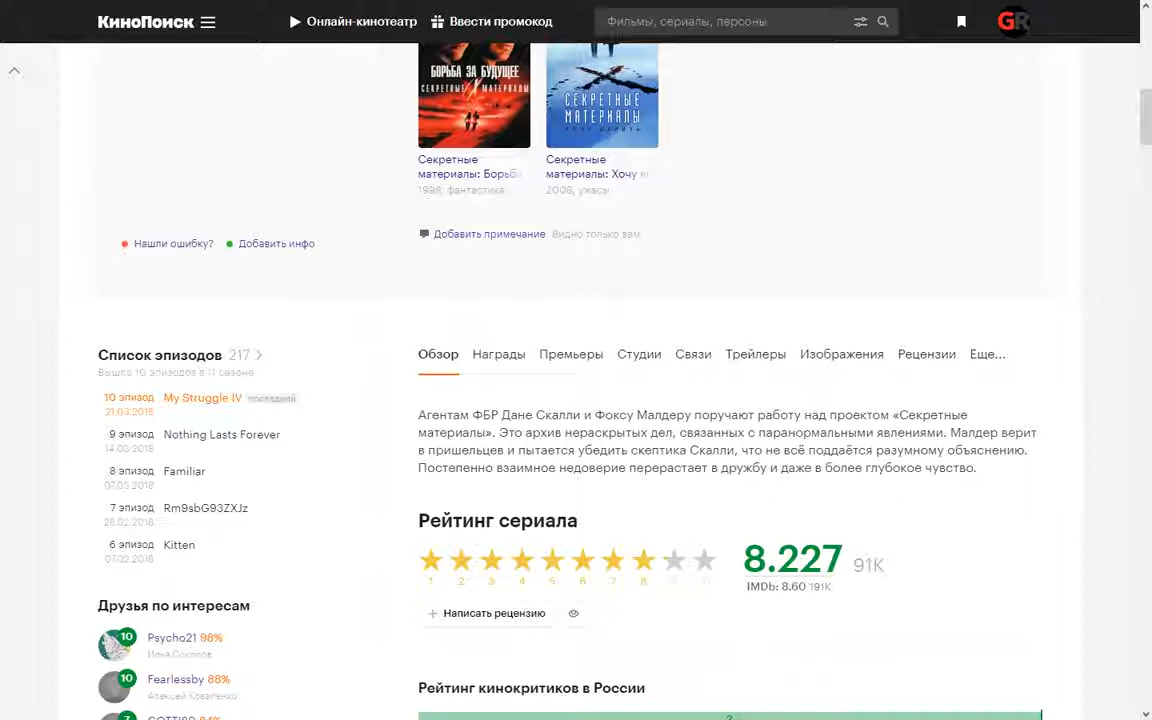 КиноПоиск
Онлайн-кинотеатр
Ввести промокод
Фильмы, сериалы, персоны
GR
БОРЬБА ЗА БУДУЩЕЕ
СЕКРЕТНЫЕ МАТЕРИАЛЫ
СЕКРЕТНЫЕ
МАТЕРИАЛЫ
Секретные
материалы: Борьб
1998, фантастика
Секретные
материалы: Хочу
2008, ужасы
Нашли ошибку?
Добавить инфо
Добавить примечание Видно только вам
Список эпизодов 217
Вышло 10 эпизодов в 11 сезоне
10 эпизод My Struggle IV последний
21.03.2018
9 эпизод Nothing Lasts Forever
14.03.2018
8 эпизод Familiar
07.03.2018
7 эпизод Rm9sbG93ZXJz
28.02.2018
6 эпизод Kitten
07.02.2018
Друзья по интересам
10 Psycho21 98%
10 Fearlessby 88%
Алексей Коваленко
Обзор Награды Премьеры Студии Связи Трейлеры Изображения Рецензии Еще...
Агентам ФБР Дане Скалли и Фоксу Малдеру поручают работу над проектом «Секретные
материалы». Это архив нераскрытых дел, связанных с паранормальными явлениями. Малдер верит
в пришельцев и пытается убедить скептика Скалли, что не всё поддаётся разумному объяснению.
Постепенно взаимное недоверие перерастает в дружбу и даже в более глубокое чувство.
Рейтинг сериала
1 2 3 4 5 6 7 8
8.227 91K
IMDb: 8.60 191K
Написать рецензию
Рейтинг кинокритиков в России